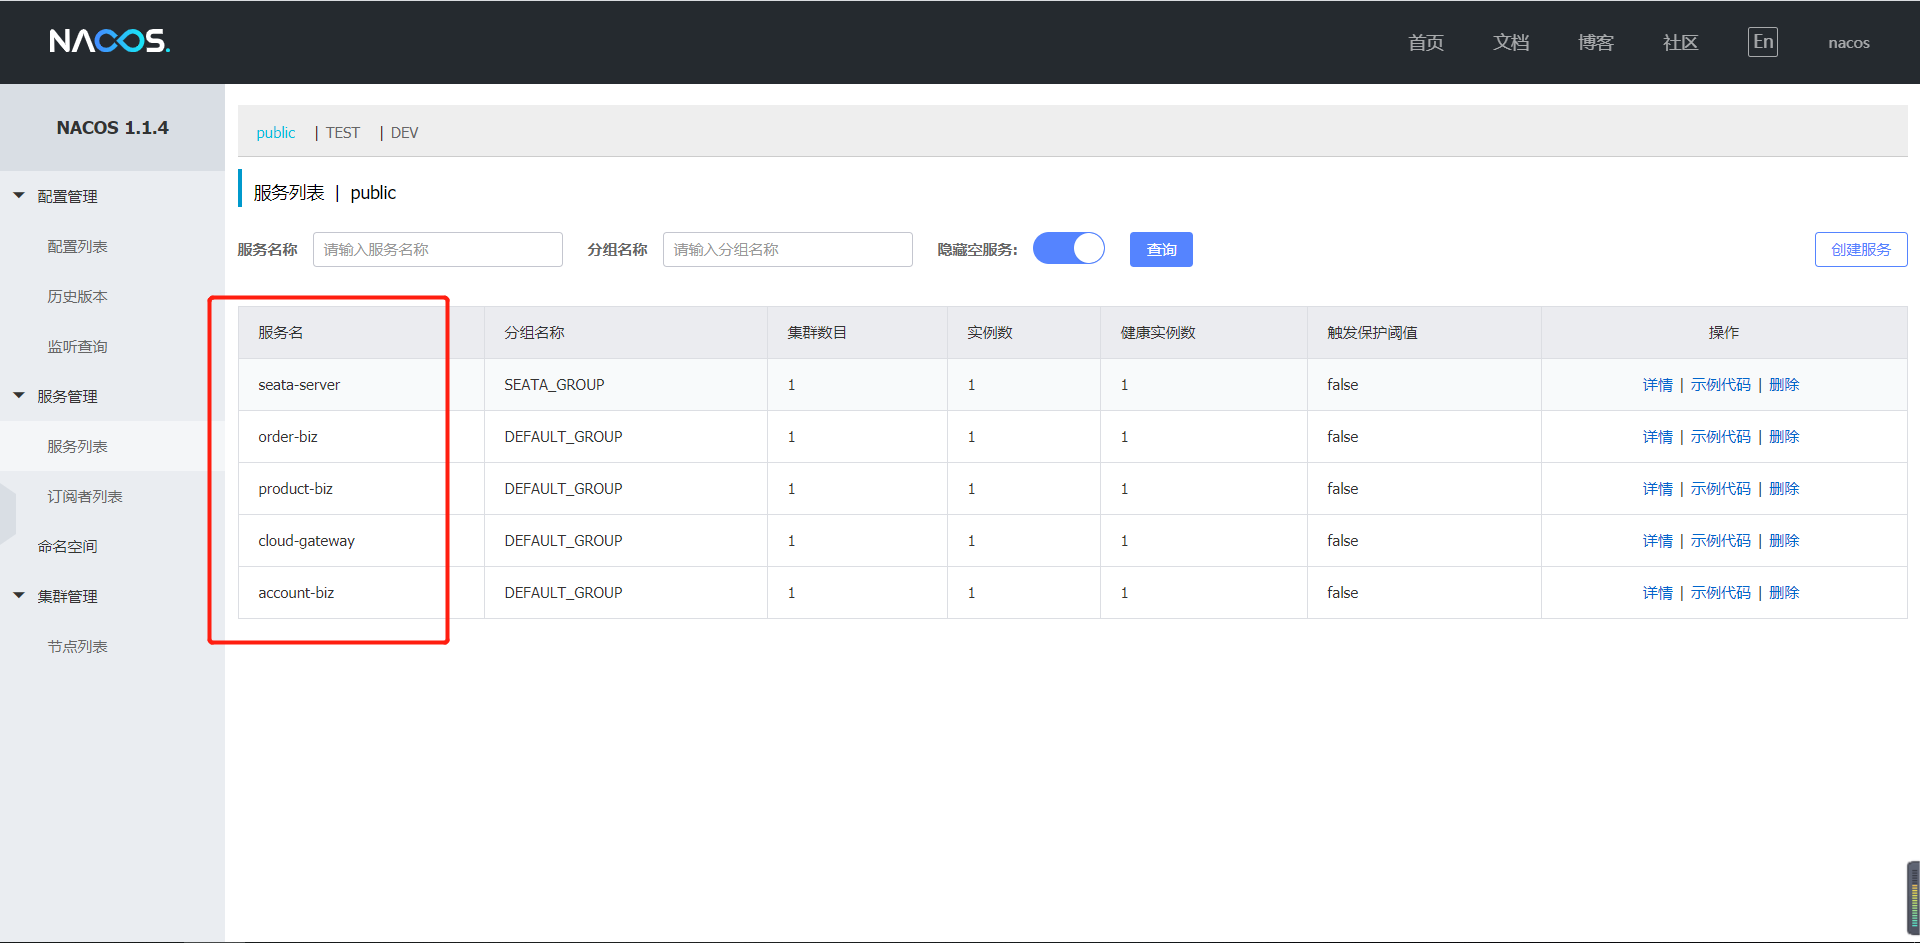 NACOS.
首页 文档 博客 社区 En nacos
NACOS 1.1.4
配置管理
配置列表
历史版本
监听查询
服务管理
服务列表
订阅者列表
命名空间
集群管理
节点列表
public | TEST | DEV
服务列表 | public
服务名称 请输入服务名称 分组名称 请输入分组名称 隐藏空服务: 查询 创建服务
服务名 分组名称 集群数目 实例数 健康实例数 触发保护阈值 操作
seata-server SEATA_GROUP 1 1 1 false 详情 | 示例代码 | 删除
order-biz DEFAULT_GROUP 1 1 1 false 详情 | 示例代码 | 删除
product-biz DEFAULT_GROUP 1 1 1 false 详情 | 示例代码 | 删除
cloud-gateway DEFAULT_GROUP 1 1 1 false 详情 | 示例代码 | 删除
account-biz DEFAULT_GROUP 1 1 1 false 详情 | 示例代码 | 删除